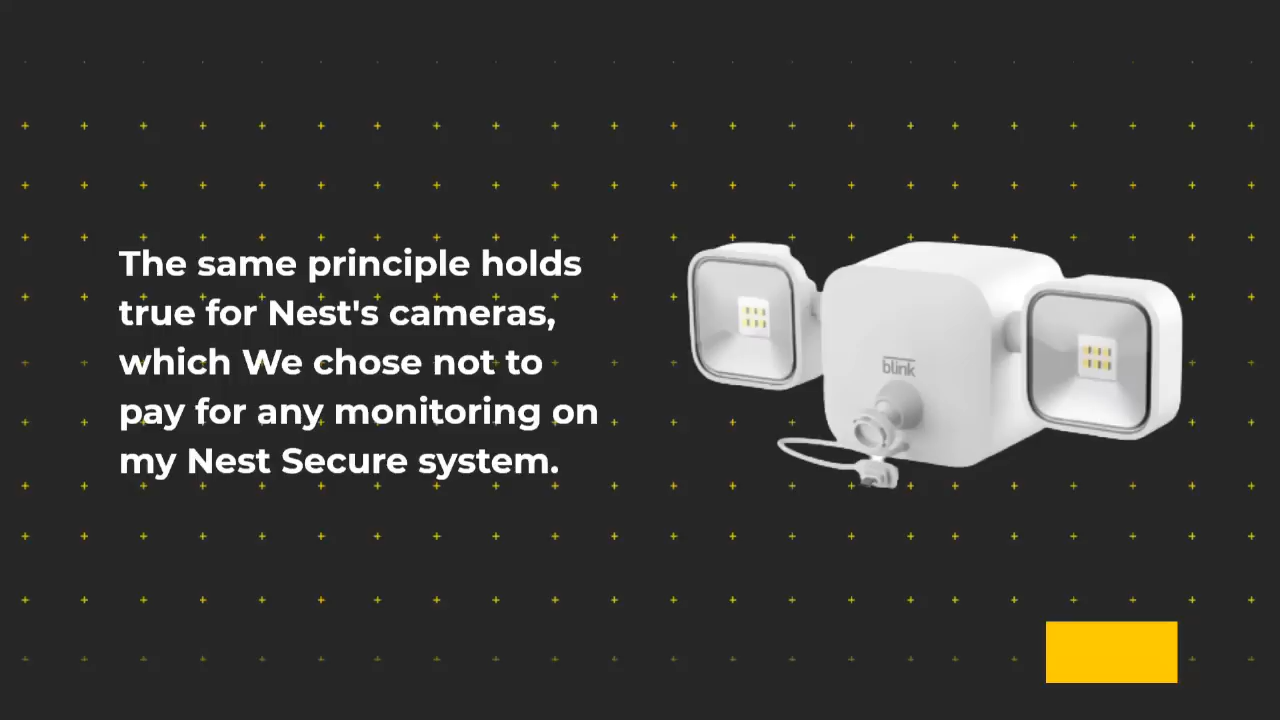 The same principle holds
true for Nest's cameras,
which We chose not to
pay for any monitoring on
my Nest Secure system.
blink